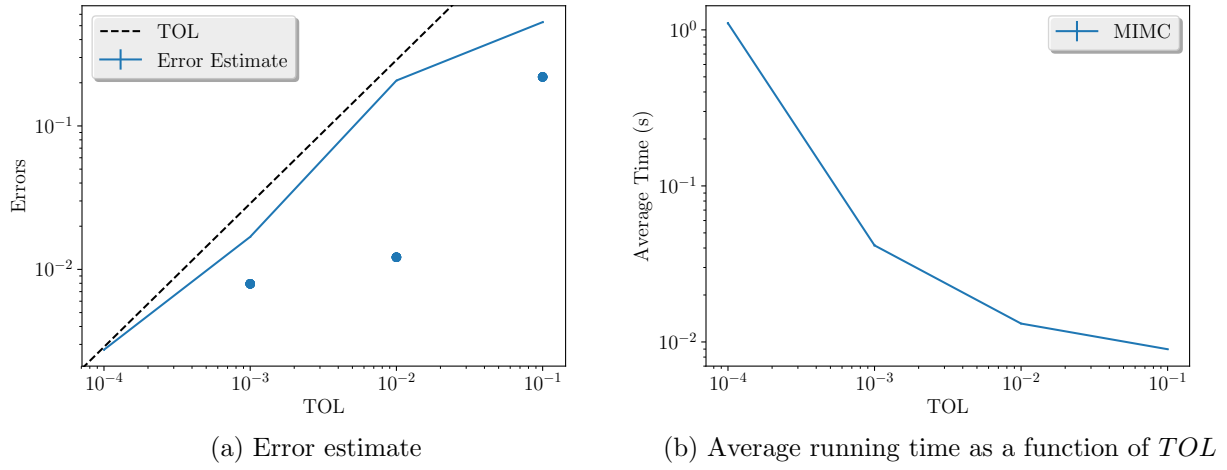 TOL
Error Estimate
10^{-1}
10^{-2}
Errors
10^{-4} 10^{-3} 10^{-2} 10^{-1}
TOL
(a) Error estimate
MIMC
10^{0}
10^{-1}
10^{-2}
Average Time (s)
10^{-4} 10^{-3} 10^{-2} 10^{-1}
TOL
(b) Average running time as a function of TOL